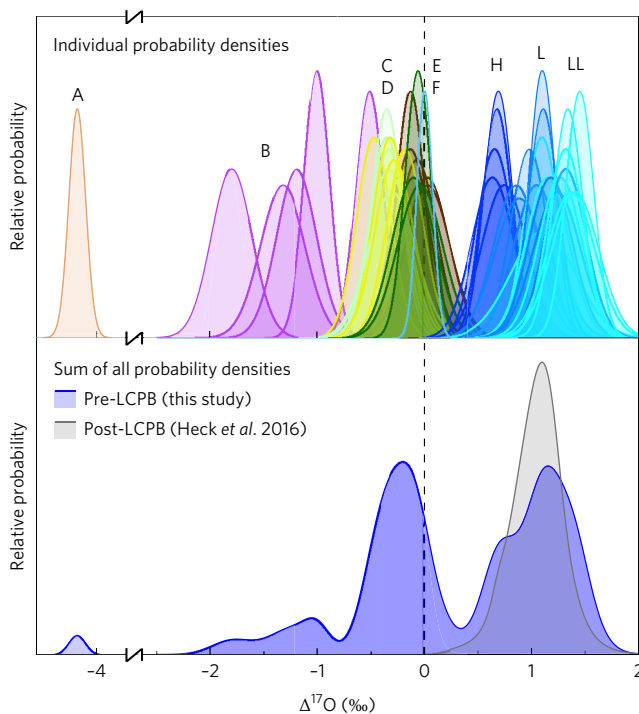 Individual probability densities
A
B
C
D
E
F
H
L
LL
Relative probability
Sum of all probability densities
Pre-LCPB (this study)
Post-LCPB (Heck et al. 2016)
Relative probability
–4
–2
–1
0
1
2
Δ¹⁷O (‰)